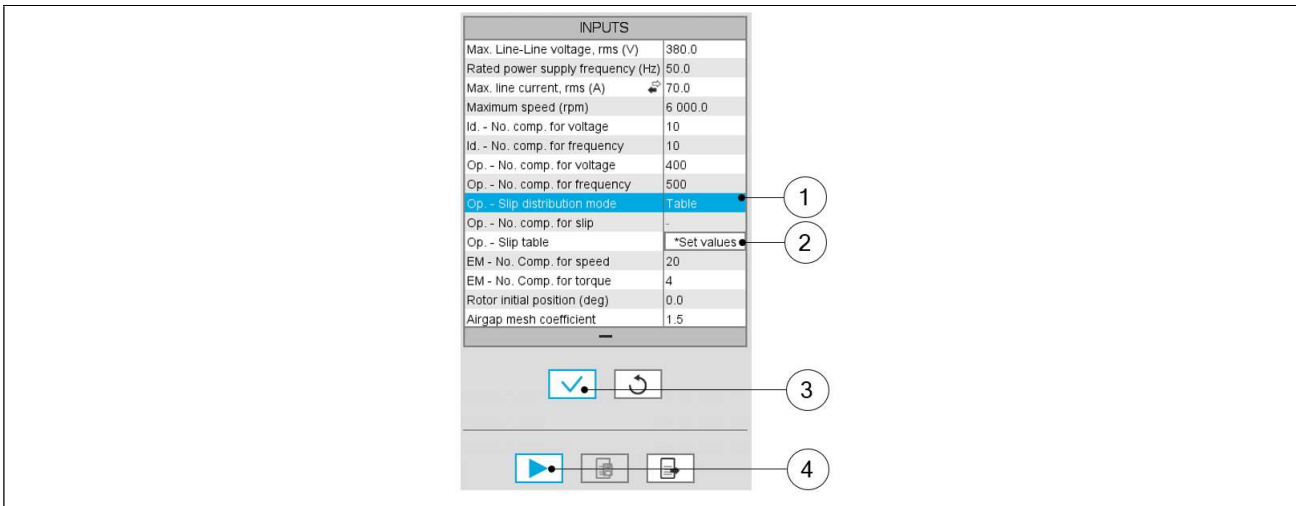 INPUTS
Max. Line-Line voltage, rms (V) 380.0
Rated power supply frequency (Hz) 50.0
Max. line current, rms (A) 70.0
Maximum speed (rpm) 6 000.0
Id. - No. comp. for voltage 10
Id. - No. comp. for frequency 10
Op. - No. comp. for voltage 400
Op. - No. comp. for frequency 500
Op. - Slip distribution mode Table
1
Op. - No. comp. for slip -
Op. - Slip table *Set values
2
EM - No. Comp. for speed 20
EM - No. Comp. for torque 4
Rotor initial position (deg) 0.0
Airgap mesh coefficient 1.5
3
4